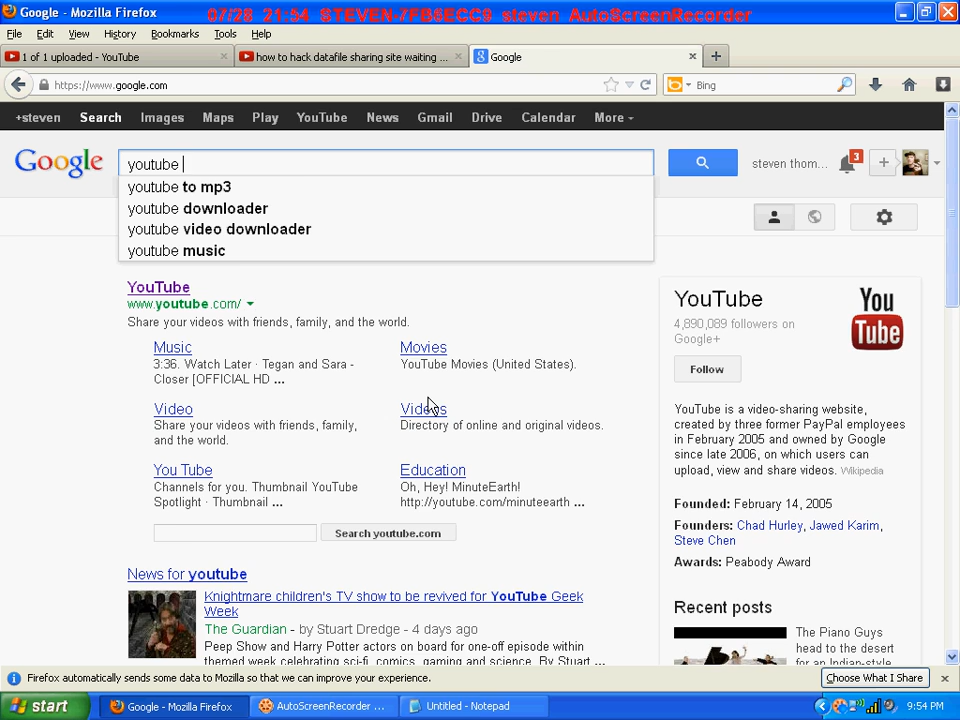 Google - Mozilla Firefox
07/28 21:54 STEVEN-7FB6ECC9 steven AutoScreenRecorder
File Edit View History Bookmarks Tools Help
1 of 1 uploaded - YouTube
how to hack datafile sharing site waiting ...
Google
https://www.google.com
Bing
+steven Search Images Maps Play YouTube News Gmail Drive Calendar More
Google
youtube
steven thom...
3
youtube to mp3
youtube downloader
youtube video downloader
youtube music
YouTube
www.youtube.com/
Share your videos with friends, family, and the world.
Music
3:36. Watch Later · Tegan and Sara -
Closer [OFFICIAL HD ...
Movies
YouTube Movies (United States).
Video
Share your videos with friends, family,
and the world.
Videos
Directory of online and original videos.
You Tube
Channels for you. Thumbnail YouTube
Spotlight · Thumbnail ...
Education
Oh, Hey! MinuteEarth!
http://youtube.com/minuteearth ...
Search youtube.com
News for youtube
Knightmare children's TV show to be revived for YouTube Geek
Week
The Guardian - by Stuart Dredge - 4 days ago
Peep Show and Harry Potter actors on board for one-off episode within
themed week celebrating sci-fi, comics, gaming and science. By Stuart ...
YouTube
4,890,089 followers on
Google+
Follow
You
Tube
YouTube is a video-sharing website,
created by three former PayPal employees
in February 2005 and owned by Google
since late 2006, on which users can
upload, view and share videos. Wikipedia
Founded: February 14, 2005
Founders: Chad Hurley, Jawed Karim,
Steve Chen
Awards: Peabody Award
Recent posts
The Piano Guys
head to the desert
for an Indian-style
Firefox automatically sends some data to Mozilla so that we can improve your experience.
Choose What I Share
start
Google - Mozilla Firefox
AutoScreenRecorder ...
Untitled - Notepad
9:54 PM